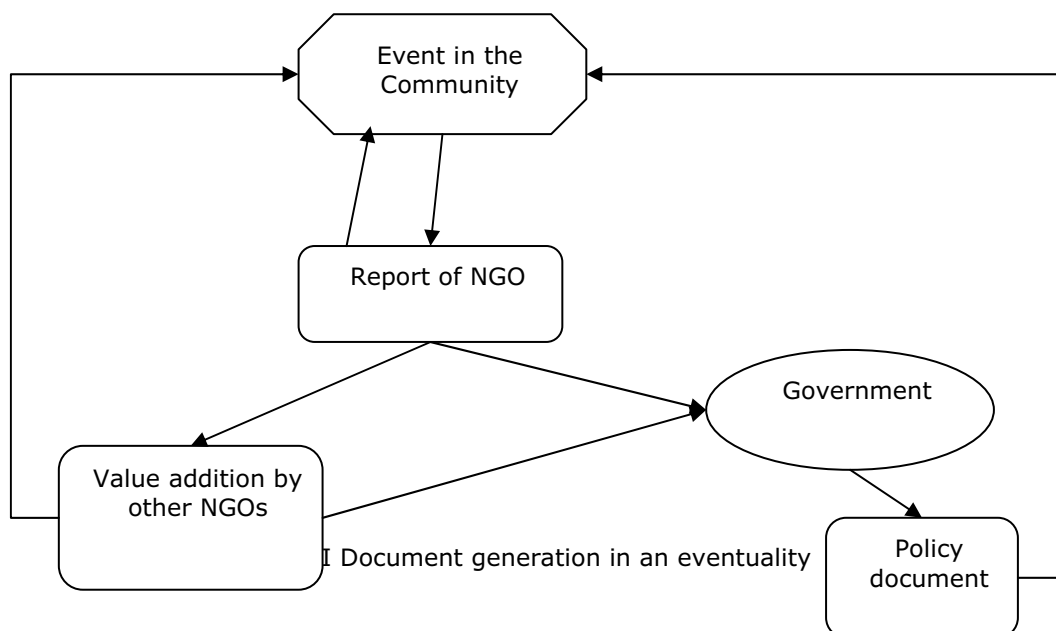 Event in the
Community
Report of NGO
Government
Value addition by
other NGOs
I Document generation in an eventuality
Policy
document